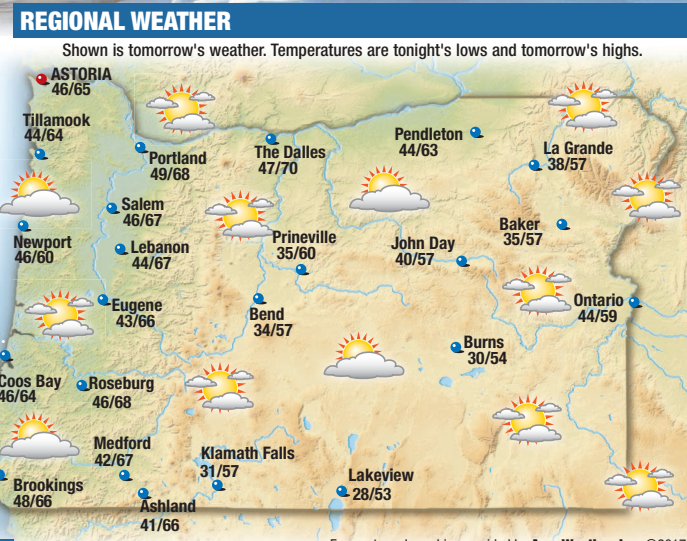 REGIONAL WEATHER
Shown is tomorrow's weather. Temperatures are tonight's lows and tomorrow's highs.
ASTORIA
46/65
Tillamook
44/64
Portland
49/68
The Dalles
47/70
Pendleton
44/63
La Grande
38/57
Salem
46/67
Newport
46/60
Lebanon
44/67
Prineville
35/60
John Day
40/57
Baker
35/57
Eugene
43/66
Bend
34/57
Ontario
44/59
Burns
30/54
Coos Bay
46/64
Roseburg
46/68
Medford
42/67
Klamath Falls
31/57
Lakeview
28/53
Brookings
48/66
Ashland
41/66